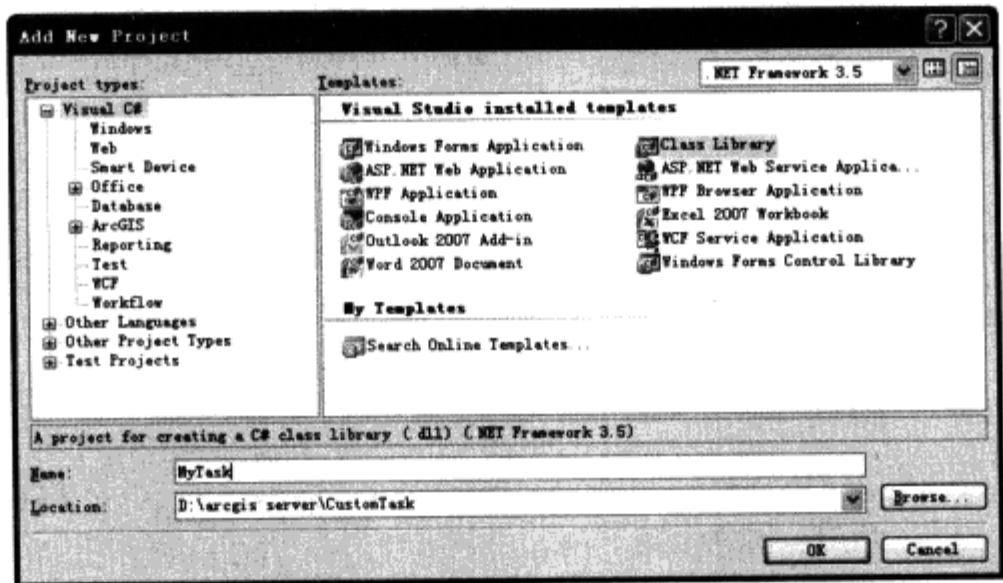 Add New Project
Project types:
Templates:
.NET Framework 3.5
Visual C#
Windows
Web
Smart Device
Office
Database
ArcGIS
Reporting
Test
WCF
Workflow
Other Languages
Other Project Types
Test Projects
Visual Studio installed templates
Windows Forms Application
ASP.NET Web Application
WPF Application
Console Application
Outlook 2007 Add-in
Word 2007 Document
Class Library
ASP.NET Web Service Applica...
WPF Browser Application
Excel 2007 Workbook
WCF Service Application
Windows Forms Control Library
My Templates
Search Online Templates...
A project for creating a C# class library (.dll) (.NET Framework 3.5)
Name:
MyTask
Location:
D:\arcgis server\CustomTask
Browse...
OK
Cancel